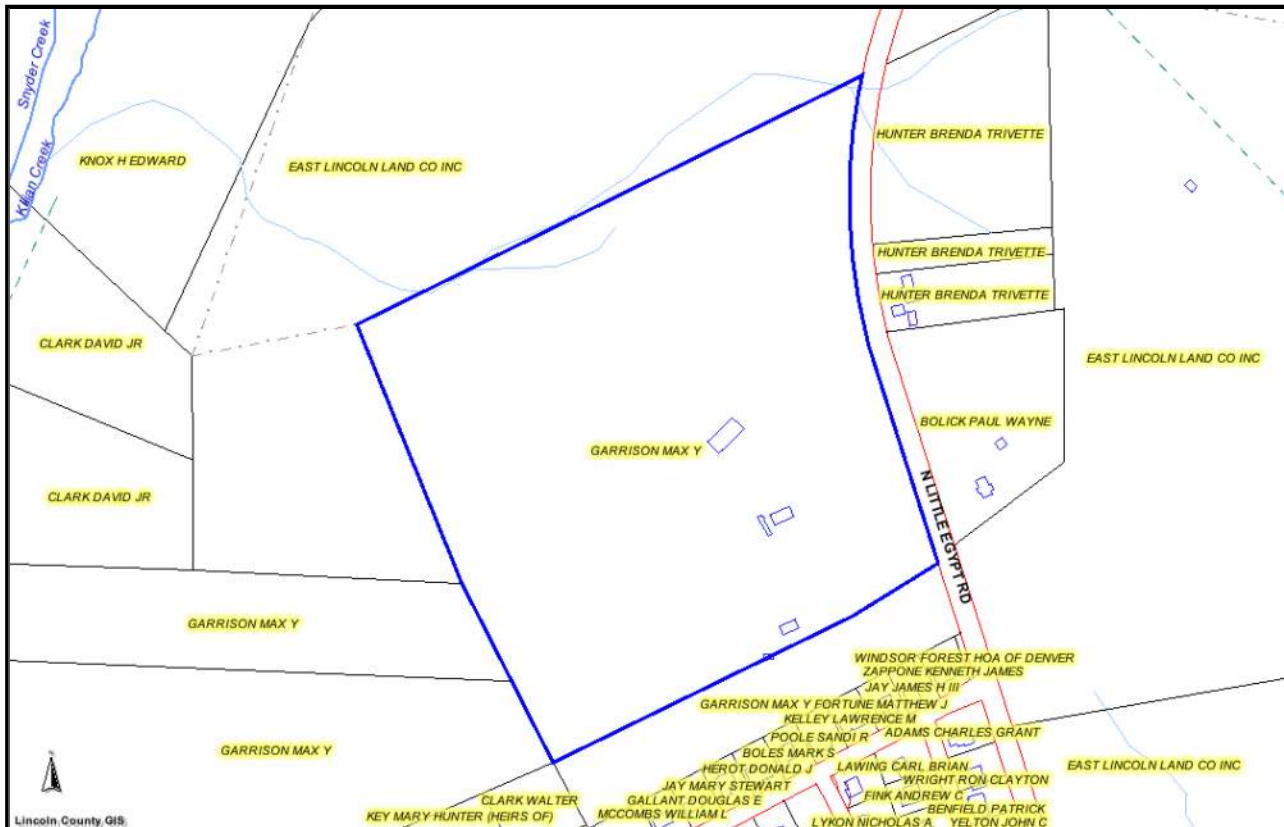 Snyder Creek
Killian Creek
KNOX H EDWARD
EAST LINCOLN LAND CO INC
HUNTER BRENDA TRIVETTE
HUNTER BRENDA TRIVETTE
HUNTER BRENDA TRIVETTE
CLARK DAVID JR
EAST LINCOLN LAND CO INC
BOLICK PAUL WAYNE
GARRISON MAX Y
CLARK DAVID JR
N LITTLE EGYPT RD
GARRISON MAX Y
WINDSOR FOREST HOA OF DENVER
ZAPPONE KENNETH JAMES
JAY JAMES H III
GARRISON MAX Y FORTUNE MATTHEW J
KELLEY LAWRENCE M
POOLE SANDI R
ADAMS CHARLES GRANT
GARRISON MAX Y
BOLES MARK S
HEROT DONALD J
LAWING CARL BRIAN
EAST LINCOLN LAND CO INC
WRIGHT RON CLAYTON
JAY MARY STEWART
FINK ANDREW C
CLARK WALTER
GALLANT DOUGLAS E
BENFIELD PATRICK
KEY MARY HUNTER (HEIRS OF)
MCCOMBS WILLIAM L
LYKON NICHOLAS A
YELTON JOHN C
N
Lincoln County GIS